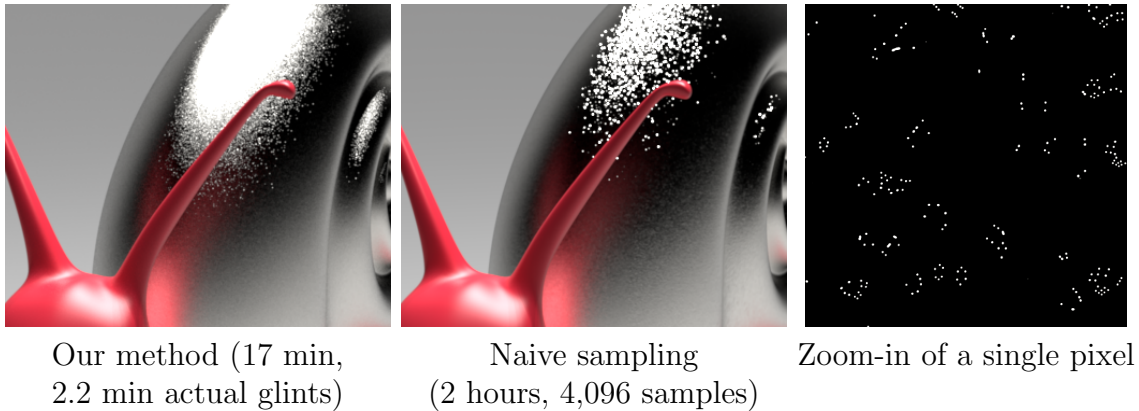 Our method (17 min,
2.2 min actual glints)
Naive sampling
(2 hours, 4,096 samples)
Zoom-in of a single pixel